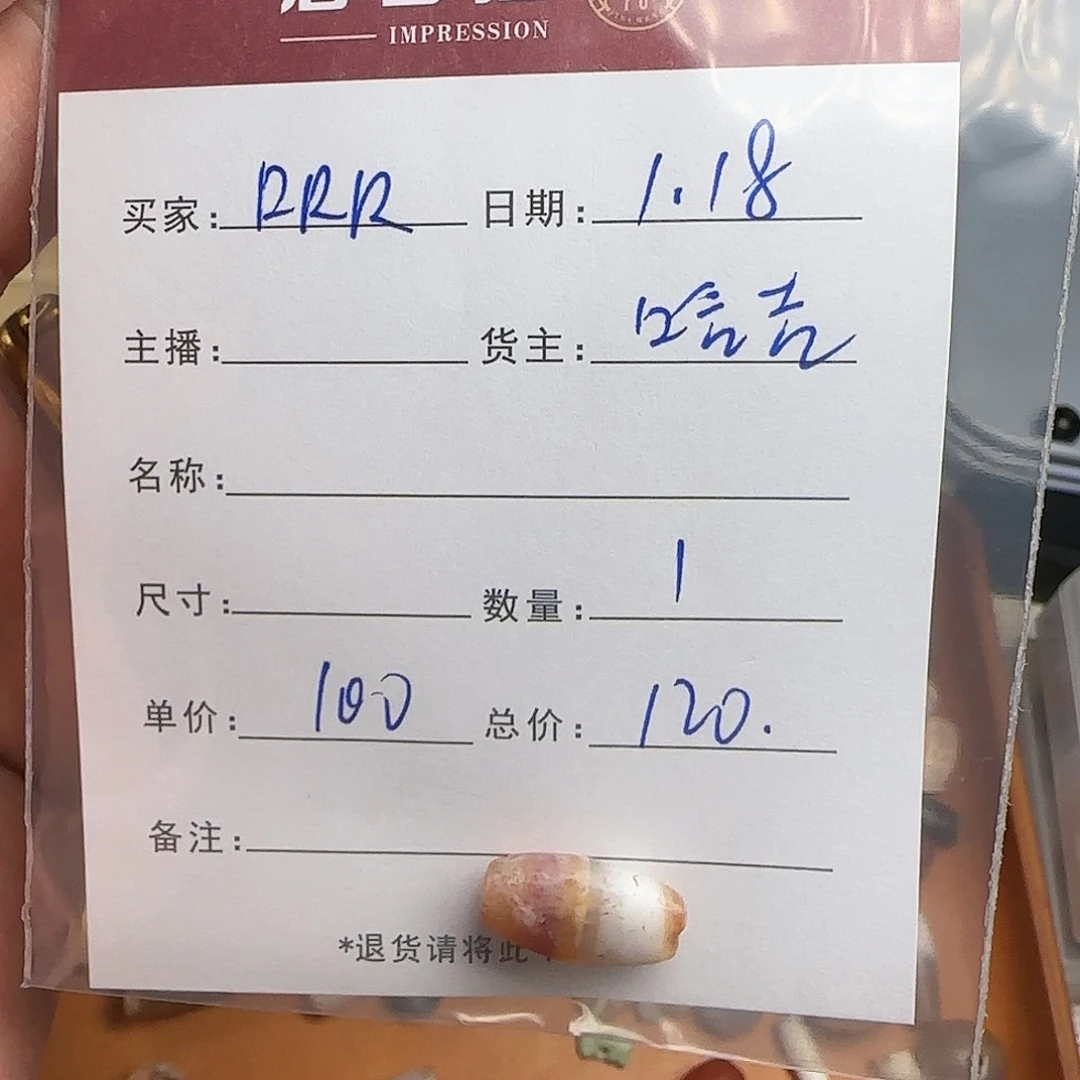 IMPRESSION
买家：RRR 日期：1.18
主播： 货主：哈吉
名称：
尺寸： 数量：1
单价：100 总价：120.
备注：
*退货请将此